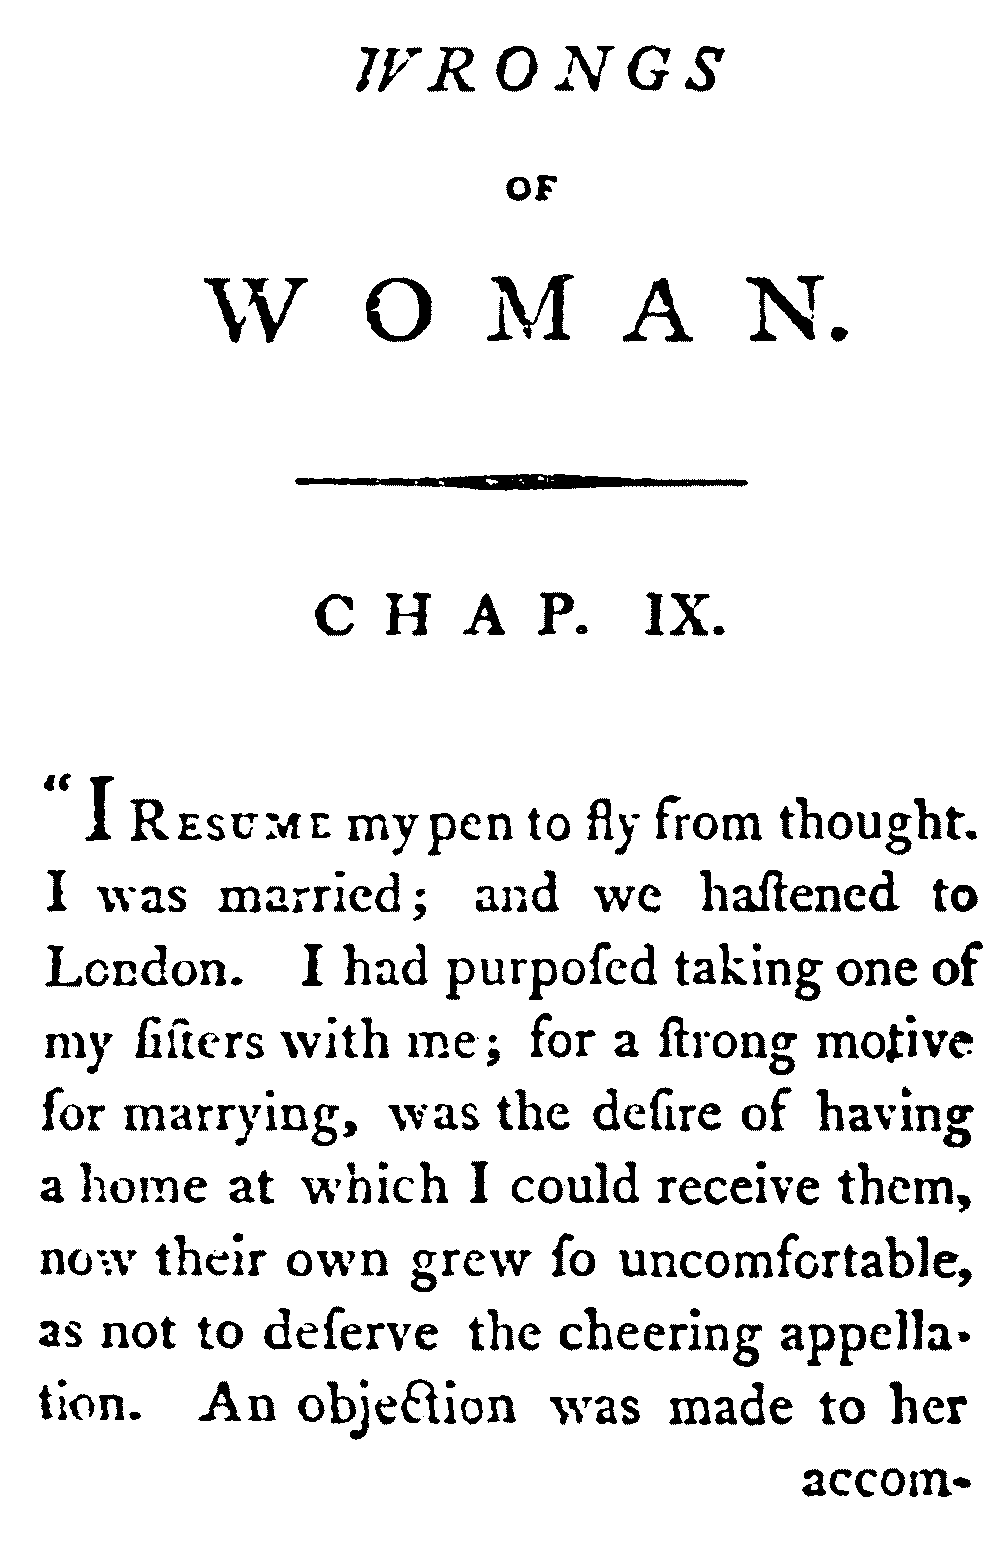 WRONGS
OF
WOMAN.
CHAP. IX.
“I RESUME my pen to fly from thought.
I was married; and we haſtened to
London. I had purpoſed taking one of
my ſiſters with me; for a ſtrong motive
for marrying, was the deſire of having
a home at which I could receive them,
now their own grew ſo uncomfortable,
as not to deſerve the cheering appella-
tion. An objection was made to her
accom-